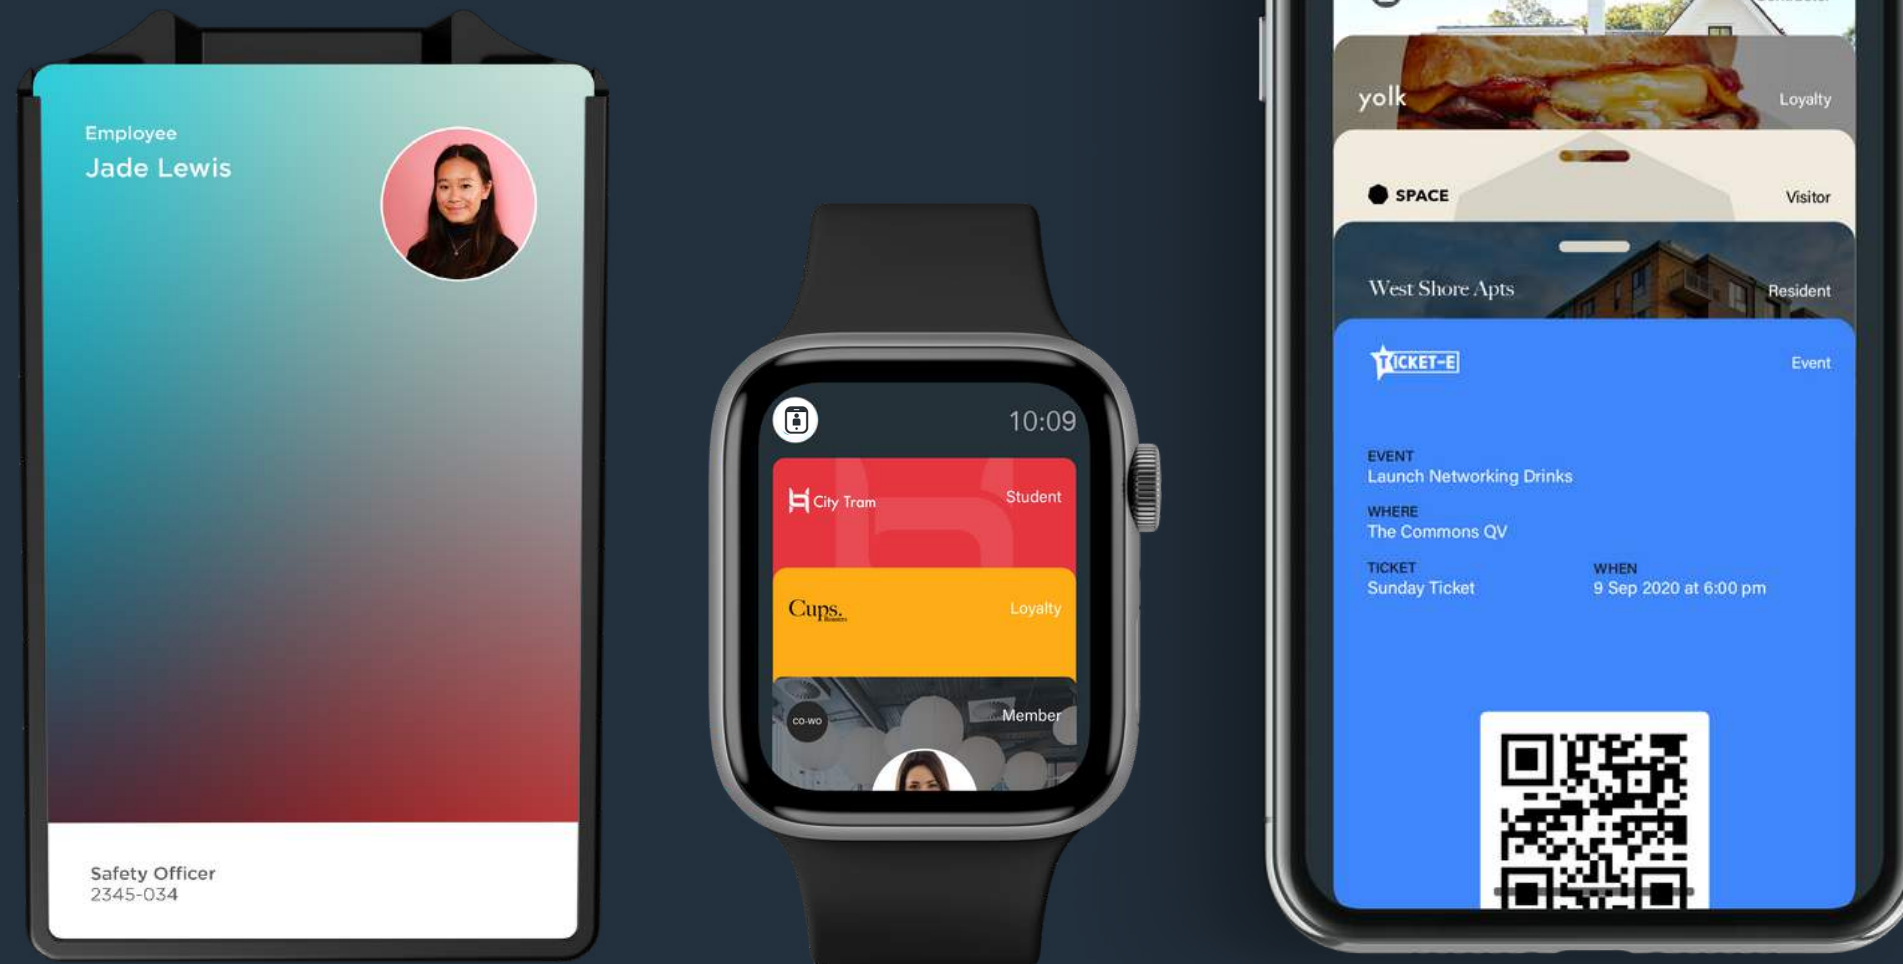 Employee
Jade Lewis
Safety Officer
2345-034
10:09
City Tram
Student
Cups.
Roasters
Loyalty
CO-WO
Member
yolk
Loyalty
SPACE
Visitor
West Shore Apts
Resident
TICKET-E
Event
EVENT
Launch Networking Drinks
WHERE
The Commons QV
TICKET
Sunday Ticket
WHEN
9 Sep 2020 at 6:00 pm